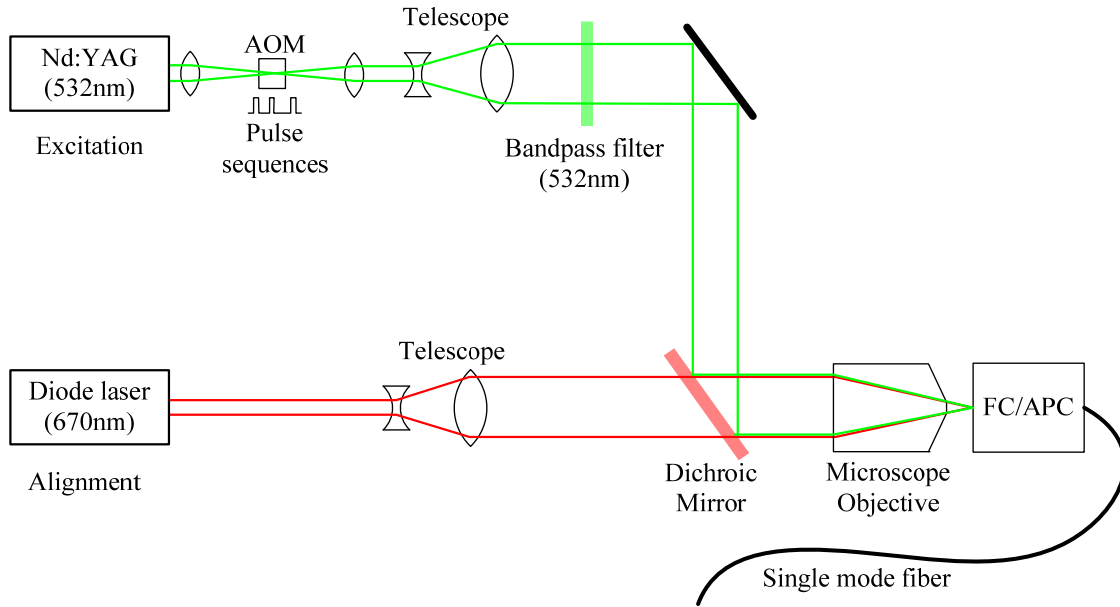 Telescope
Nd:YAG
(532nm)
AOM
Excitation
Pulse
sequences
Bandpass filter
(532nm)
Telescope
Diode laser
(670nm)
FC/APC
Alignment
Dichroic
Mirror
Microscope
Objective
Single mode fiber